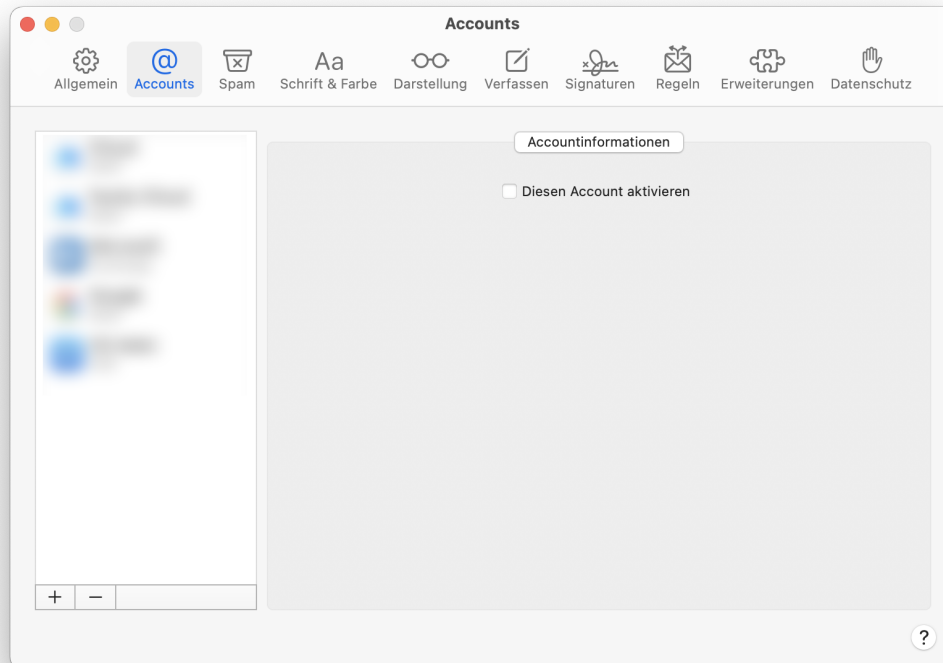 Accounts
Allgemein
Accounts
Spam
Schrift & Farbe
Darstellung
Verfassen
Signaturen
Regeln
Erweiterungen
Datenschutz
Accountinformationen
Diesen Account aktivieren
+ −
?